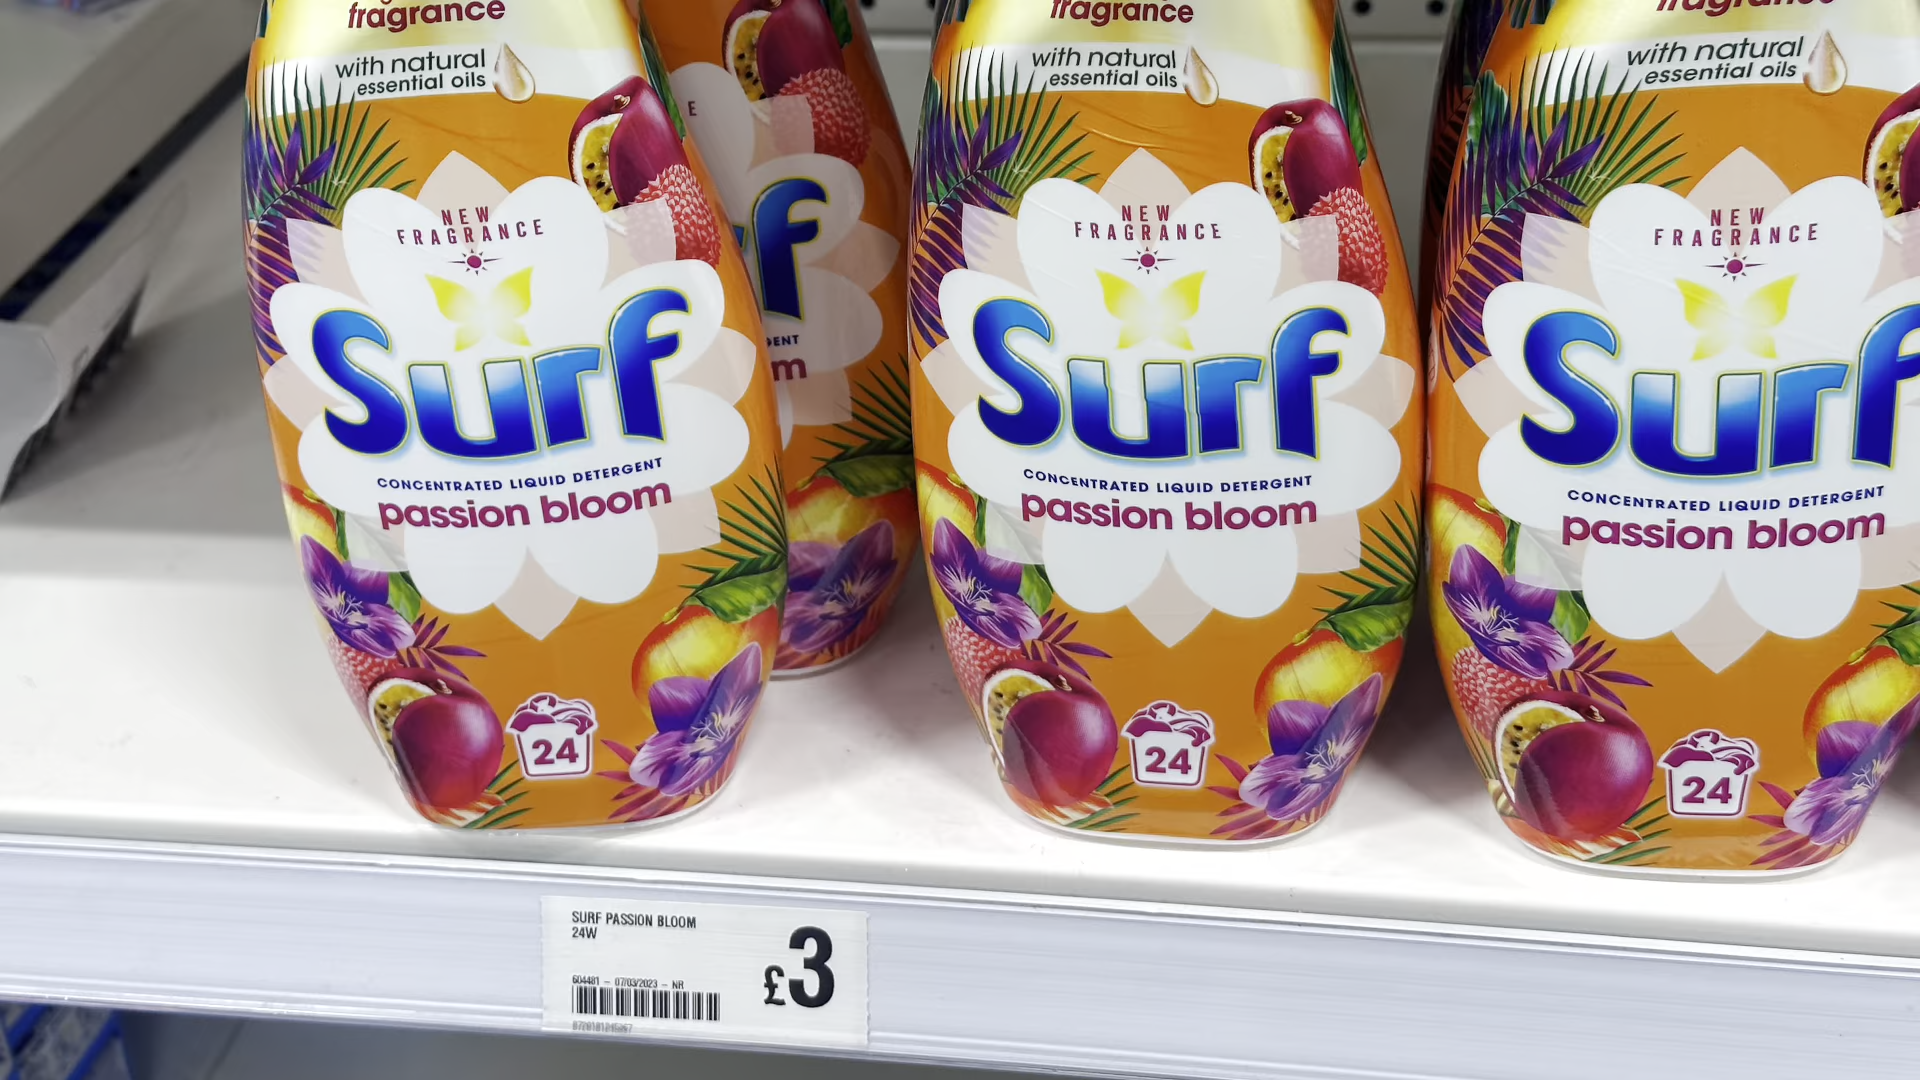 fragrance
with natural
essential oils
NEW
FRAGRANCE
Surf
CONCENTRATED LIQUID DETERGENT
passion bloom
24
E
f
ENT
m
fragrance
with natural
essential oils
NEW
FRAGRANCE
Surf
CONCENTRATED LIQUID DETERGENT
passion bloom
24
fragrance
with natural
essential oils
NEW
FRAGRANCE
Surf
CONCENTRATED LIQUID DETERGENT
passion bloom
24
SURF PASSION BLOOM
24W
£3
604481 - 07/03/2023 - NR